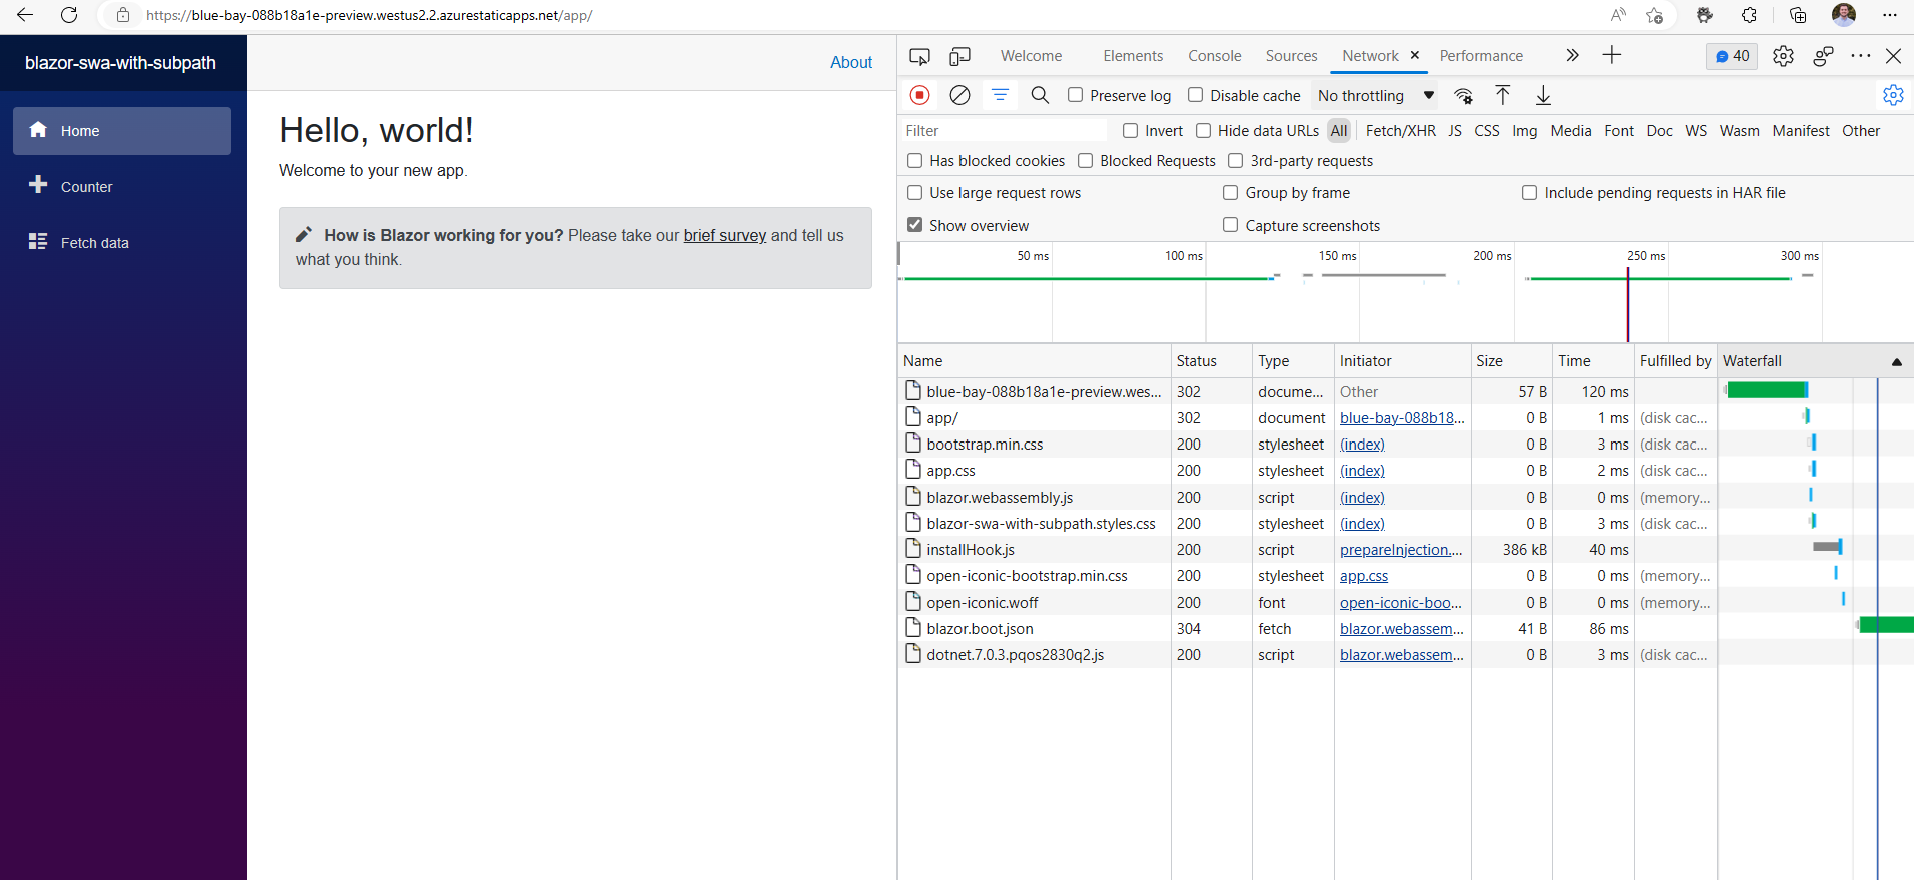 https://blue-bay-088b18a1e-preview.westus2.2.azurestaticapps.net/app/
blazor-swa-with-subpath
Home
Counter
Fetch data
About
Hello, world!
Welcome to your new app.
How is Blazor working for you? Please take our brief survey and tell us
what you think.
Welcome Elements Console Sources Network Performance 40
Preserve log Disable cache No throttling
Filter Invert Hide data URLs All Fetch/XHR JS CSS Img Media Font Doc WS Wasm Manifest Other
Has blocked cookies Blocked Requests 3rd-party requests
Use large request rows Group by frame Include pending requests in HAR file
Show overview Capture screenshots
50 ms 100 ms 150 ms 200 ms 250 ms 300 ms
Name Status Type Initiator Size Time Fulfilled by Waterfall
blue-bay-088b18a1e-preview.wes... 302 docume... Other 57 B 120 ms
app/ 302 document blue-bay-088b18... 0 B 1 ms (disk cac...
bootstrap.min.css 200 stylesheet (index) 0 B 3 ms (disk cac...
app.css 200 stylesheet (index) 0 B 2 ms (disk cac...
blazor.webassembly.js 200 script (index) 0 B 0 ms (memory...
blazor-swa-with-subpath.styles.css 200 stylesheet (index) 0 B 3 ms (disk cac...
installHook.js 200 script prepareInjection.... 386 kB 40 ms
open-iconic-bootstrap.min.css 200 stylesheet app.css 0 B 0 ms (memory...
open-iconic.woff 200 font open-iconic-boo... 0 B 0 ms (memory...
blazor.boot.json 304 fetch blazor.webassem... 41 B 86 ms
dotnet.7.0.3.pqos2830q2.js 200 script blazor.webassem... 0 B 3 ms (disk cac...